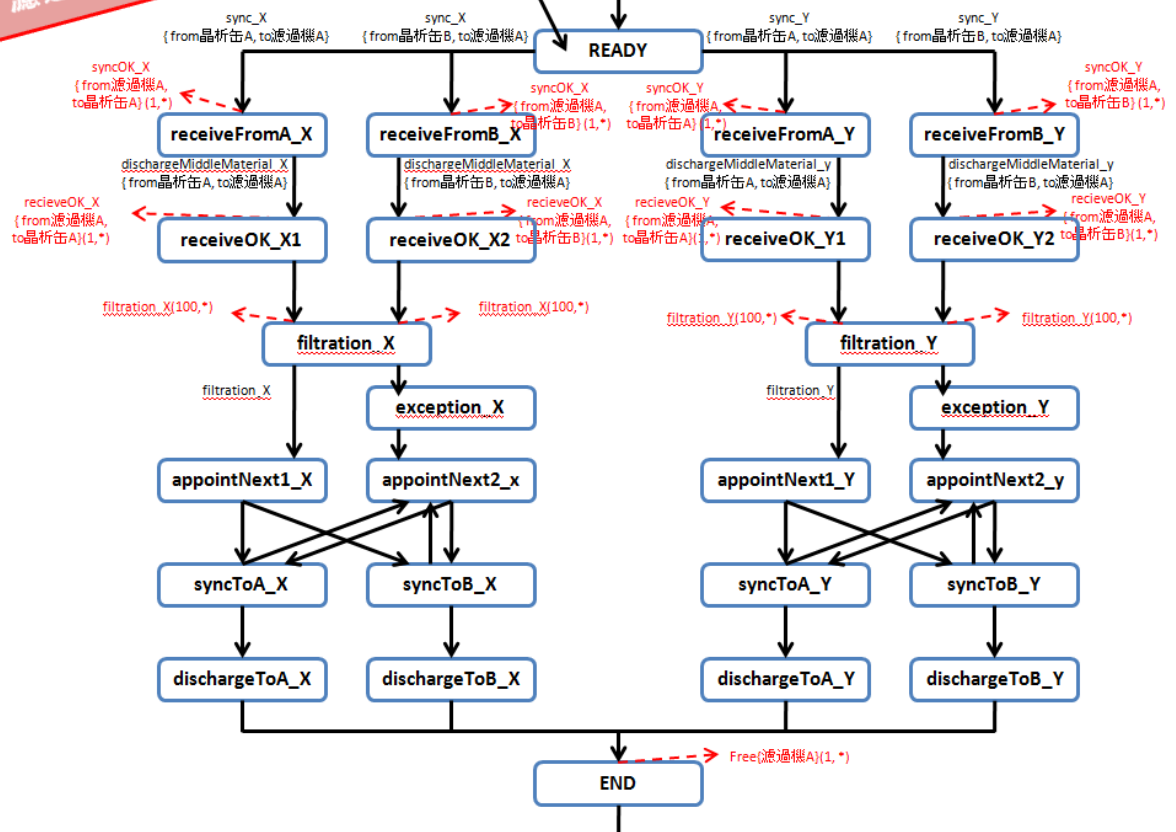 sync_X
{from晶析缶A, to濾過機A}
sync_X
{from晶析缶B, to濾過機A}
sync_Y
{from晶析缶A, to濾過機A}
sync_Y
{from晶析缶B, to濾過機A}
READY
syncOK_X
{from濾過機A,
to晶析缶A}(1,*)
syncOK_X
{from濾過機A,
to晶析缶B}(1,*)
syncOK_Y
{from濾過機A,
to晶析缶A}(1,*)
syncOK_Y
{from濾過機A,
to晶析缶B}(1,*)
receiveFromA_X
receiveFromB_X
receiveFromA_Y
receiveFromB_Y
dischargeMiddleMaterial_X
{from晶析缶A, to濾過機A}
dischargeMiddleMaterial_X
{from晶析缶B, to濾過機A}
dischargeMiddleMaterial_y
{from晶析缶A, to濾過機A}
dischargeMiddleMaterial_y
{from晶析缶B, to濾過機A}
recieveOK_X
{from濾過機A,
to晶析缶A}(1,*)
recieveOK_X
{from濾過機A,
to晶析缶B}(1,*)
recieveOK_Y
{from濾過機A,
to晶析缶A}(1,*)
recieveOK_Y
{from濾過機A,
to晶析缶B}(1,*)
receiveOK_X1
receiveOK_X2
receiveOK_Y1
receiveOK_Y2
filtration_X(100,*)
filtration_X(100,*)
filtration_Y(100,*)
filtration_Y(100,*)
filtration_X
filtration_Y
filtration_X
filtration_Y
exception_X
exception_Y
appointNext1_X
appointNext2_x
appointNext1_Y
appointNext2_y
syncToA_X
syncToB_X
syncToA_Y
syncToB_Y
dischargeToA_X
dischargeToB_X
dischargeToA_Y
dischargeToB_Y
Free{濾過機A}(1,*)
END